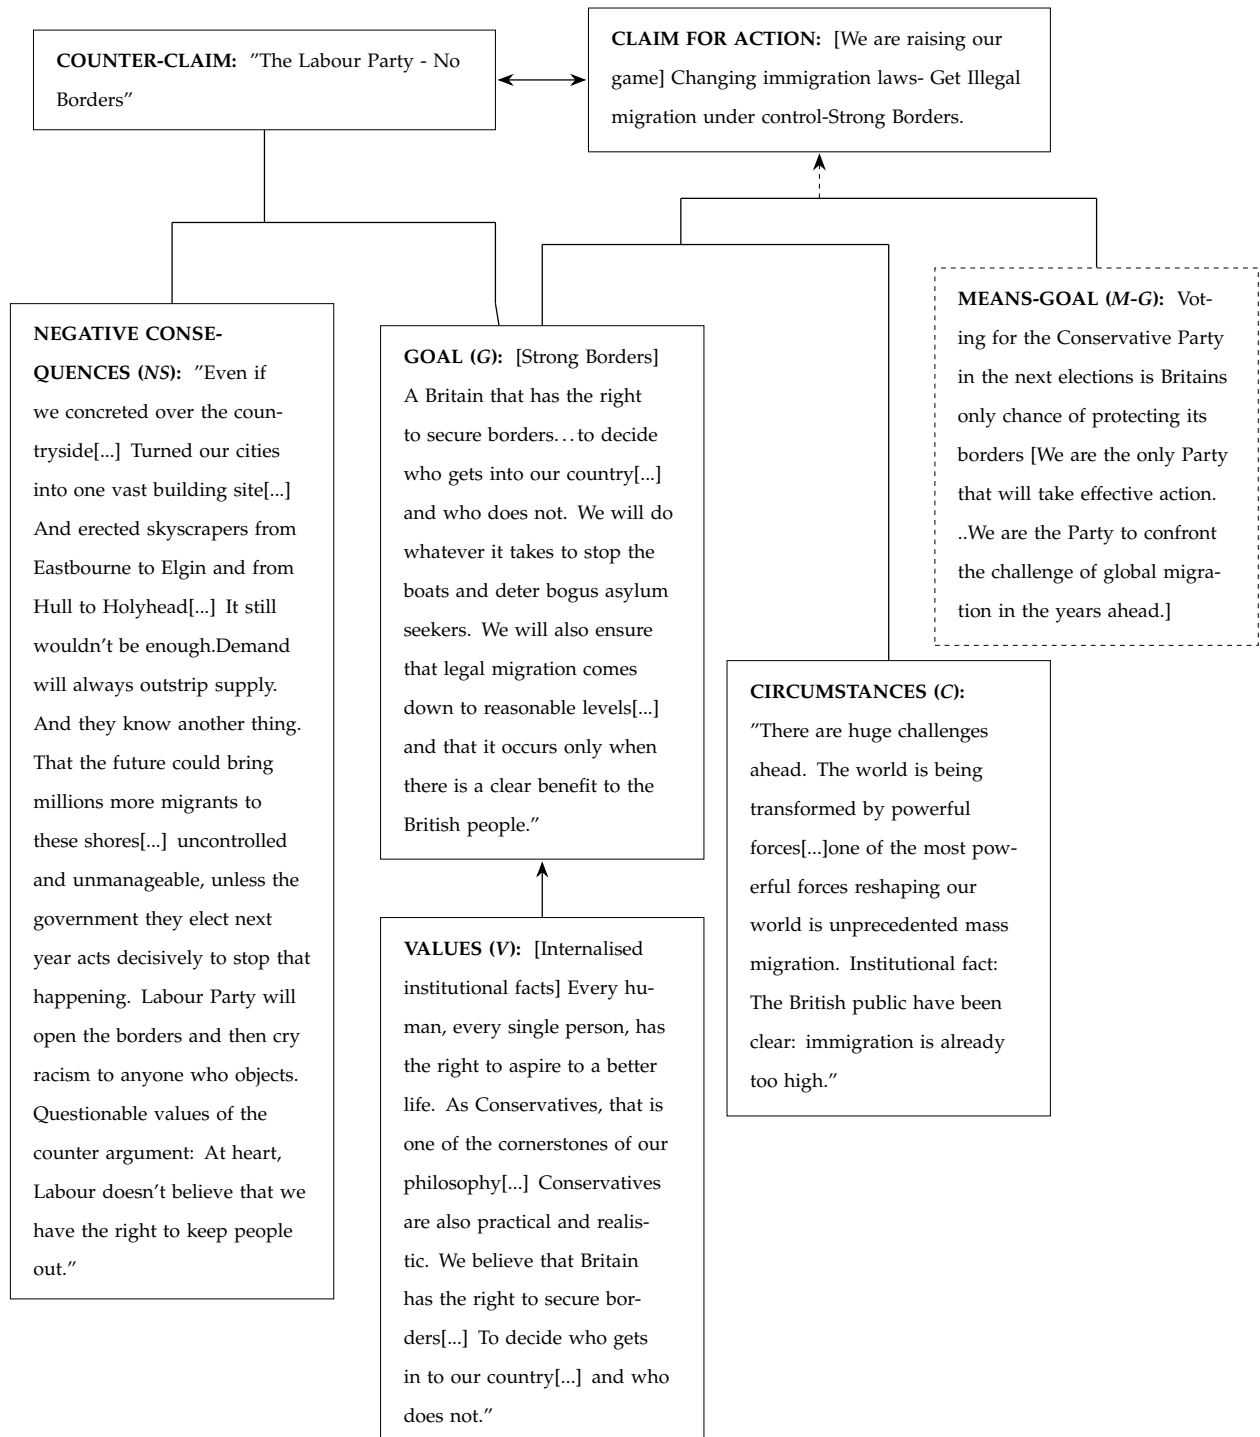 COUNTER-CLAIM: ”The Labour Party - No
Borders”
CLAIM FOR ACTION: [We are raising our
game] Changing immigration laws- Get Illegal
migration under control-Strong Borders.
NEGATIVE CONSE-
QUENCES (NS): ”Even if
we concreted over the coun-
tryside[...] Turned our cities
into one vast building site[...]
And erected skyscrapers from
Eastbourne to Elgin and from
Hull to Holyhead[...] It still
wouldn't be enough.Demand
will always outstrip supply.
And they know another thing.
That the future could bring
millions more migrants to
these shores[...] uncontrolled
and unmanageable, unless the
government they elect next
year acts decisively to stop that
happening. Labour Party will
open the borders and then cry
racism to anyone who objects.
Questionable values of the
counter argument: At heart,
Labour doesn't believe that we
have the right to keep people
out.”
GOAL (G): [Strong Borders]
A Britain that has the right
to secure borders...to decide
who gets into our country[...]
and who does not. We will do
whatever it takes to stop the
boats and deter bogus asylum
seekers. We will also ensure
that legal migration comes
down to reasonable levels[...]
and that it occurs only when
there is a clear benefit to the
British people.”
VALUES (V): [Internalised
institutional facts] Every hu-
man, every single person, has
the right to aspire to a better
life. As Conservatives, that is
one of the cornerstones of our
philosophy[...] Conservatives
are also practical and realis-
tic. We believe that Britain
has the right to secure bor-
ders[...] To decide who gets
in to our country[...] and who
does not.”
CIRCUMSTANCES (C):
”There are huge challenges
ahead. The world is being
transformed by powerful
forces[...]one of the most pow-
erful forces reshaping our
world is unprecedented mass
migration. Institutional fact:
The British public have been
clear: immigration is already
too high.”
MEANS-GOAL (M-G): Vot-
ing for the Conservative Party
in the next elections is Britains
only chance of protecting its
borders [We are the only Party
that will take effective action.
..We are the Party to confront
the challenge of global migra-
tion in the years ahead.]